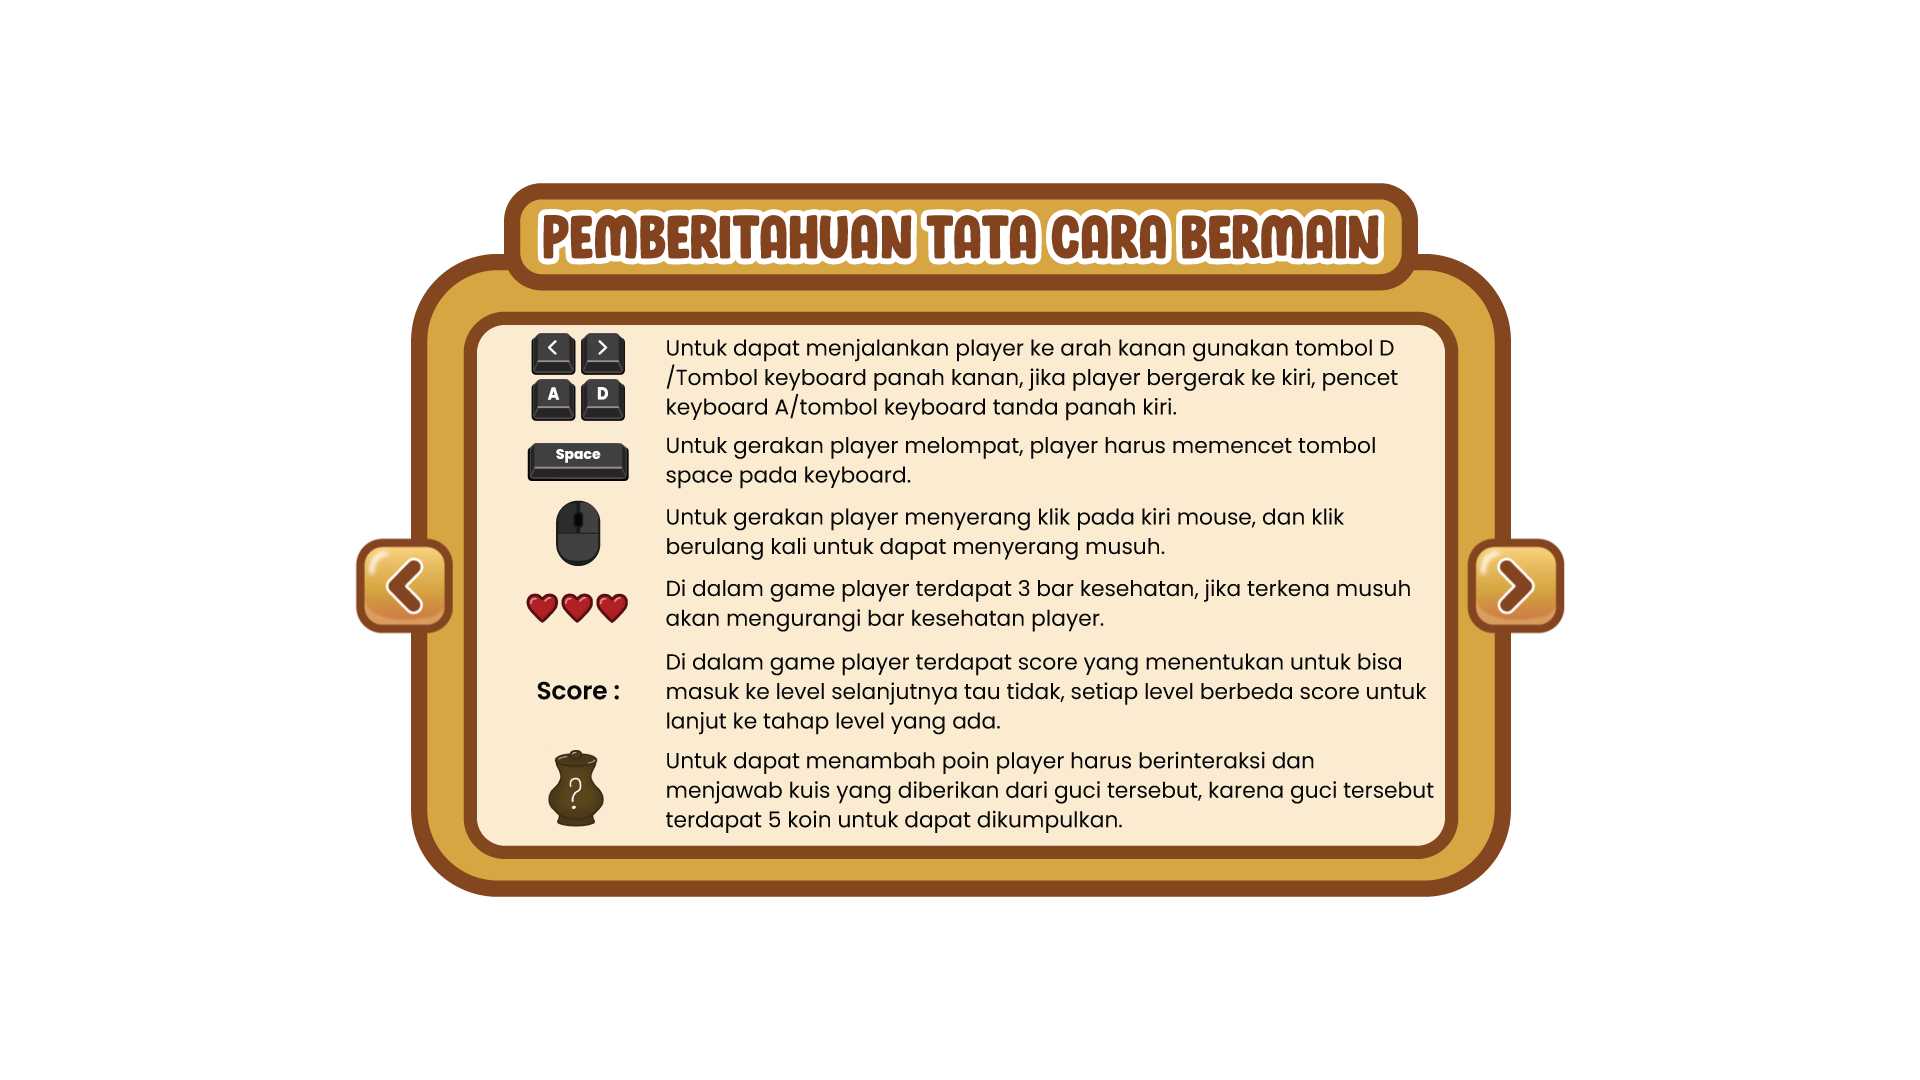 PEMBERITAHUAN TATA CARA BERMAIN
< >
A D
Untuk dapat menjalankan player ke arah kanan gunakan tombol D
/Tombol keyboard panah kanan, jika player bergerak ke kiri, pencet
keyboard A/tombol keyboard tanda panah kiri.
Space
Untuk gerakan player melompat, player harus memencet tombol
space pada keyboard.
Untuk gerakan player menyerang klik pada kiri mouse, dan klik
berulang kali untuk dapat menyerang musuh.
Di dalam game player terdapat 3 bar kesehatan, jika terkena musuh
akan mengurangi bar kesehatan player.
Score :
Di dalam game player terdapat score yang menentukan untuk bisa
masuk ke level selanjutnya tau tidak, setiap level berbeda score untuk
lanjut ke tahap level yang ada.
?
Untuk dapat menambah poin player harus berinteraksi dan
menjawab kuis yang diberikan dari guci tersebut, karena guci tersebut
terdapat 5 koin untuk dapat dikumpulkan.